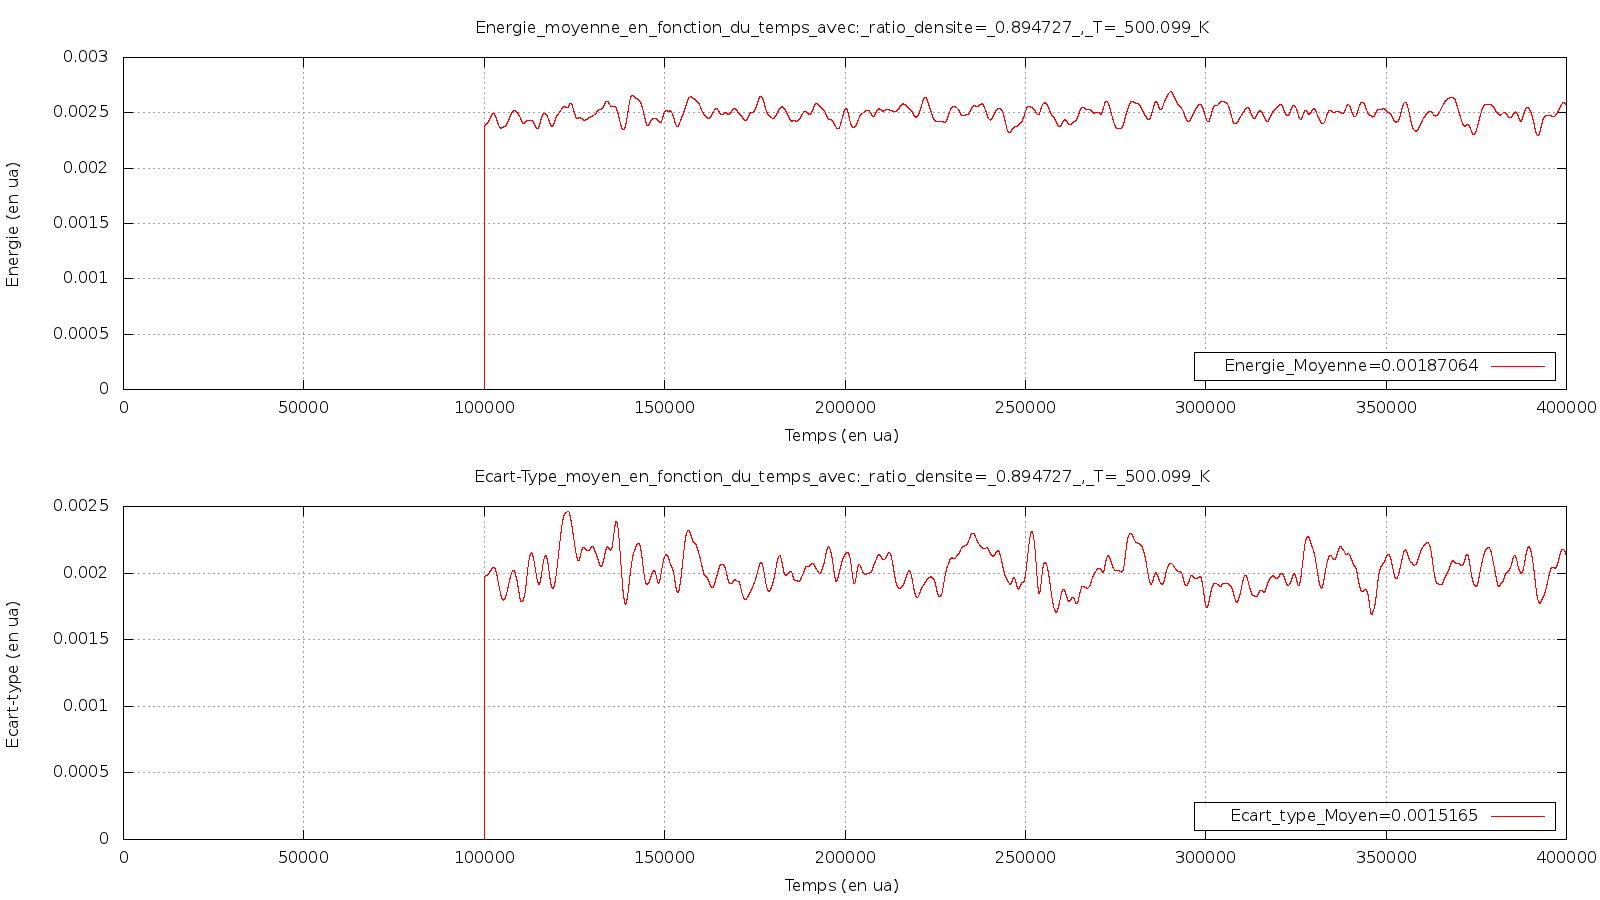 Energie_moyenne_en_fonction_du_temps_avec:_ratio_densite=_0.894727_,_T=_500.099_K
0.003
0.0025
0.002
0.0015
0.001
0.0005
0
Energie (en ua)
Energie_Moyenne=0.00187064
0 50000 100000 150000 200000 250000 300000 350000 400000
Temps (en ua)
Ecart-Type_moyen_en_fonction_du_temps_avec:_ratio_densite=_0.894727_,_T=_500.099_K
0.0025
0.002
0.0015
0.001
0.0005
0
Ecart-type (en ua)
Ecart_type_Moyen=0.0015165
0 50000 100000 150000 200000 250000 300000 350000 400000
Temps (en ua)